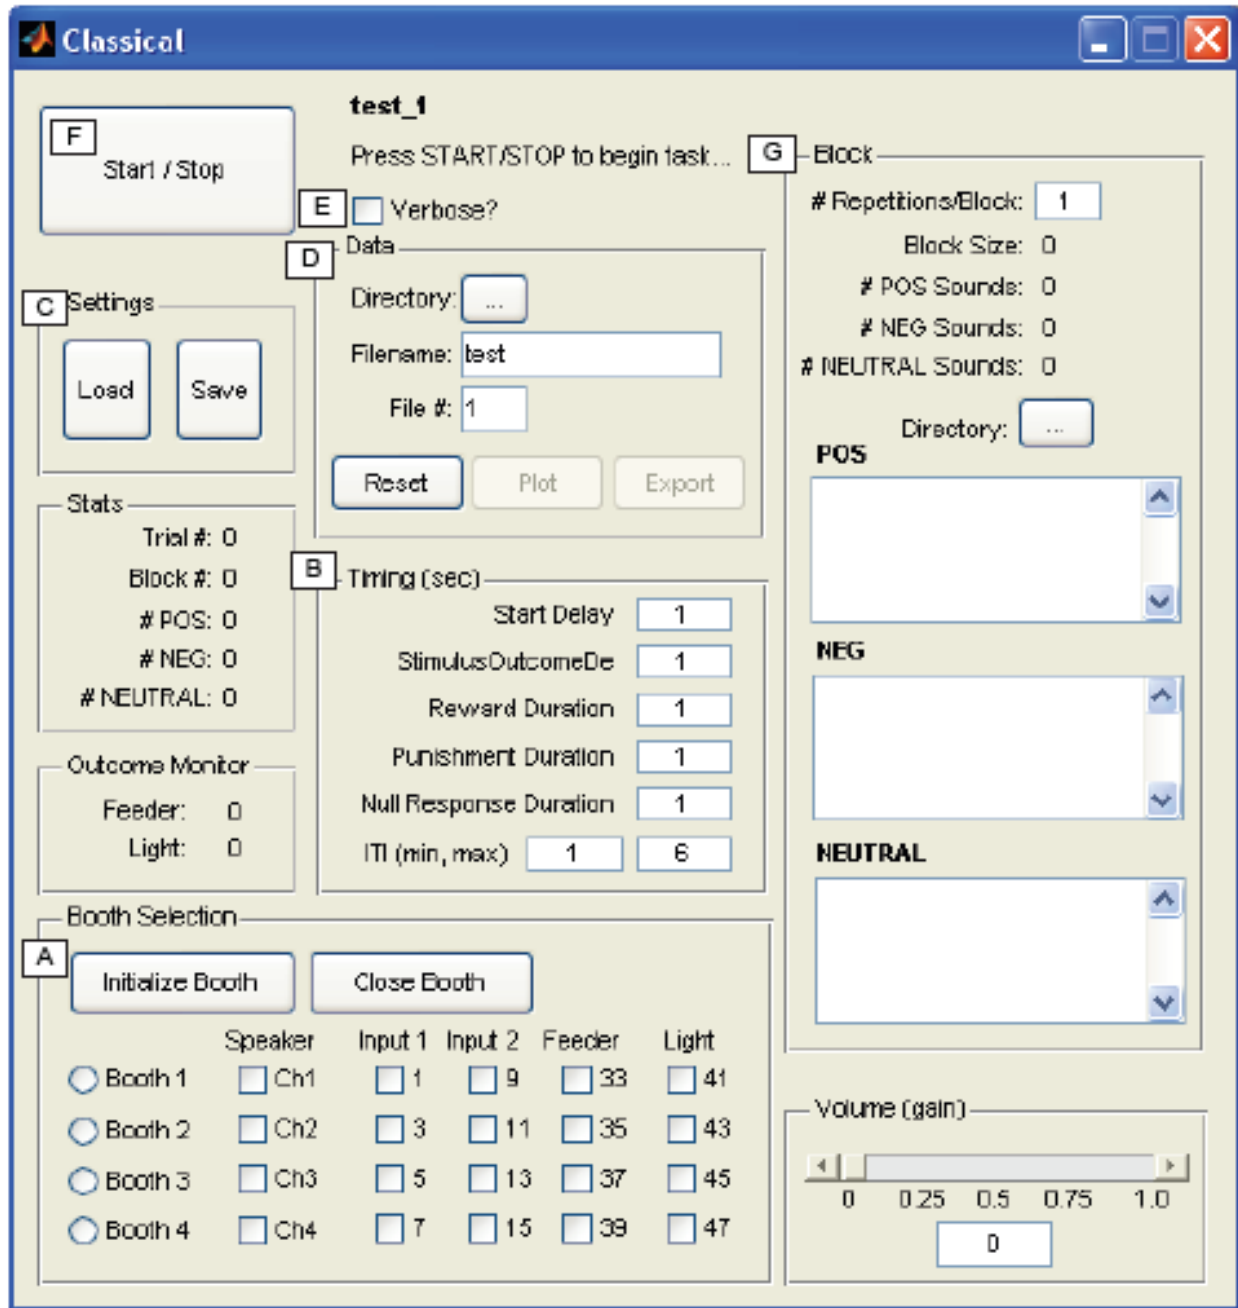 Classical
F
Start / Stop
test_1
Press START/STOP to begin task...
E
Verbose?
C
Settings
Load
Save
D
Data
Directory:
...
Filename:
test
File #:
1
Reset
Plot
Export
Stats
Trial #: 0
Block #: 0
# POS: 0
# NEG: 0
# NEUTRAL: 0
B
Timing (sec)
Start Delay 1
StimulusOutcomeDe 1
Reward Duration 1
Punishment Duration 1
Null Response Duration 1
ITI (min, max) 1 6
Outcome Monitor
Feeder: 0
Light: 0
G
Block
# Repetitions/Block: 1
Block Size: 0
# POS Sounds: 0
# NEG Sounds: 0
# NEUTRAL Sounds: 0
Directory: ...
POS
NEG
NEUTRAL
Booth Selection
A
Initialize Booth
Close Booth
Speaker Input 1 Input 2 Feeder Light
Booth 1 Ch1 1 9 33 41
Booth 2 Ch2 3 11 35 43
Booth 3 Ch3 5 13 37 45
Booth 4 Ch4 7 15 39 47
Volume (gain)
0 0.25 0.5 0.75 1.0
0